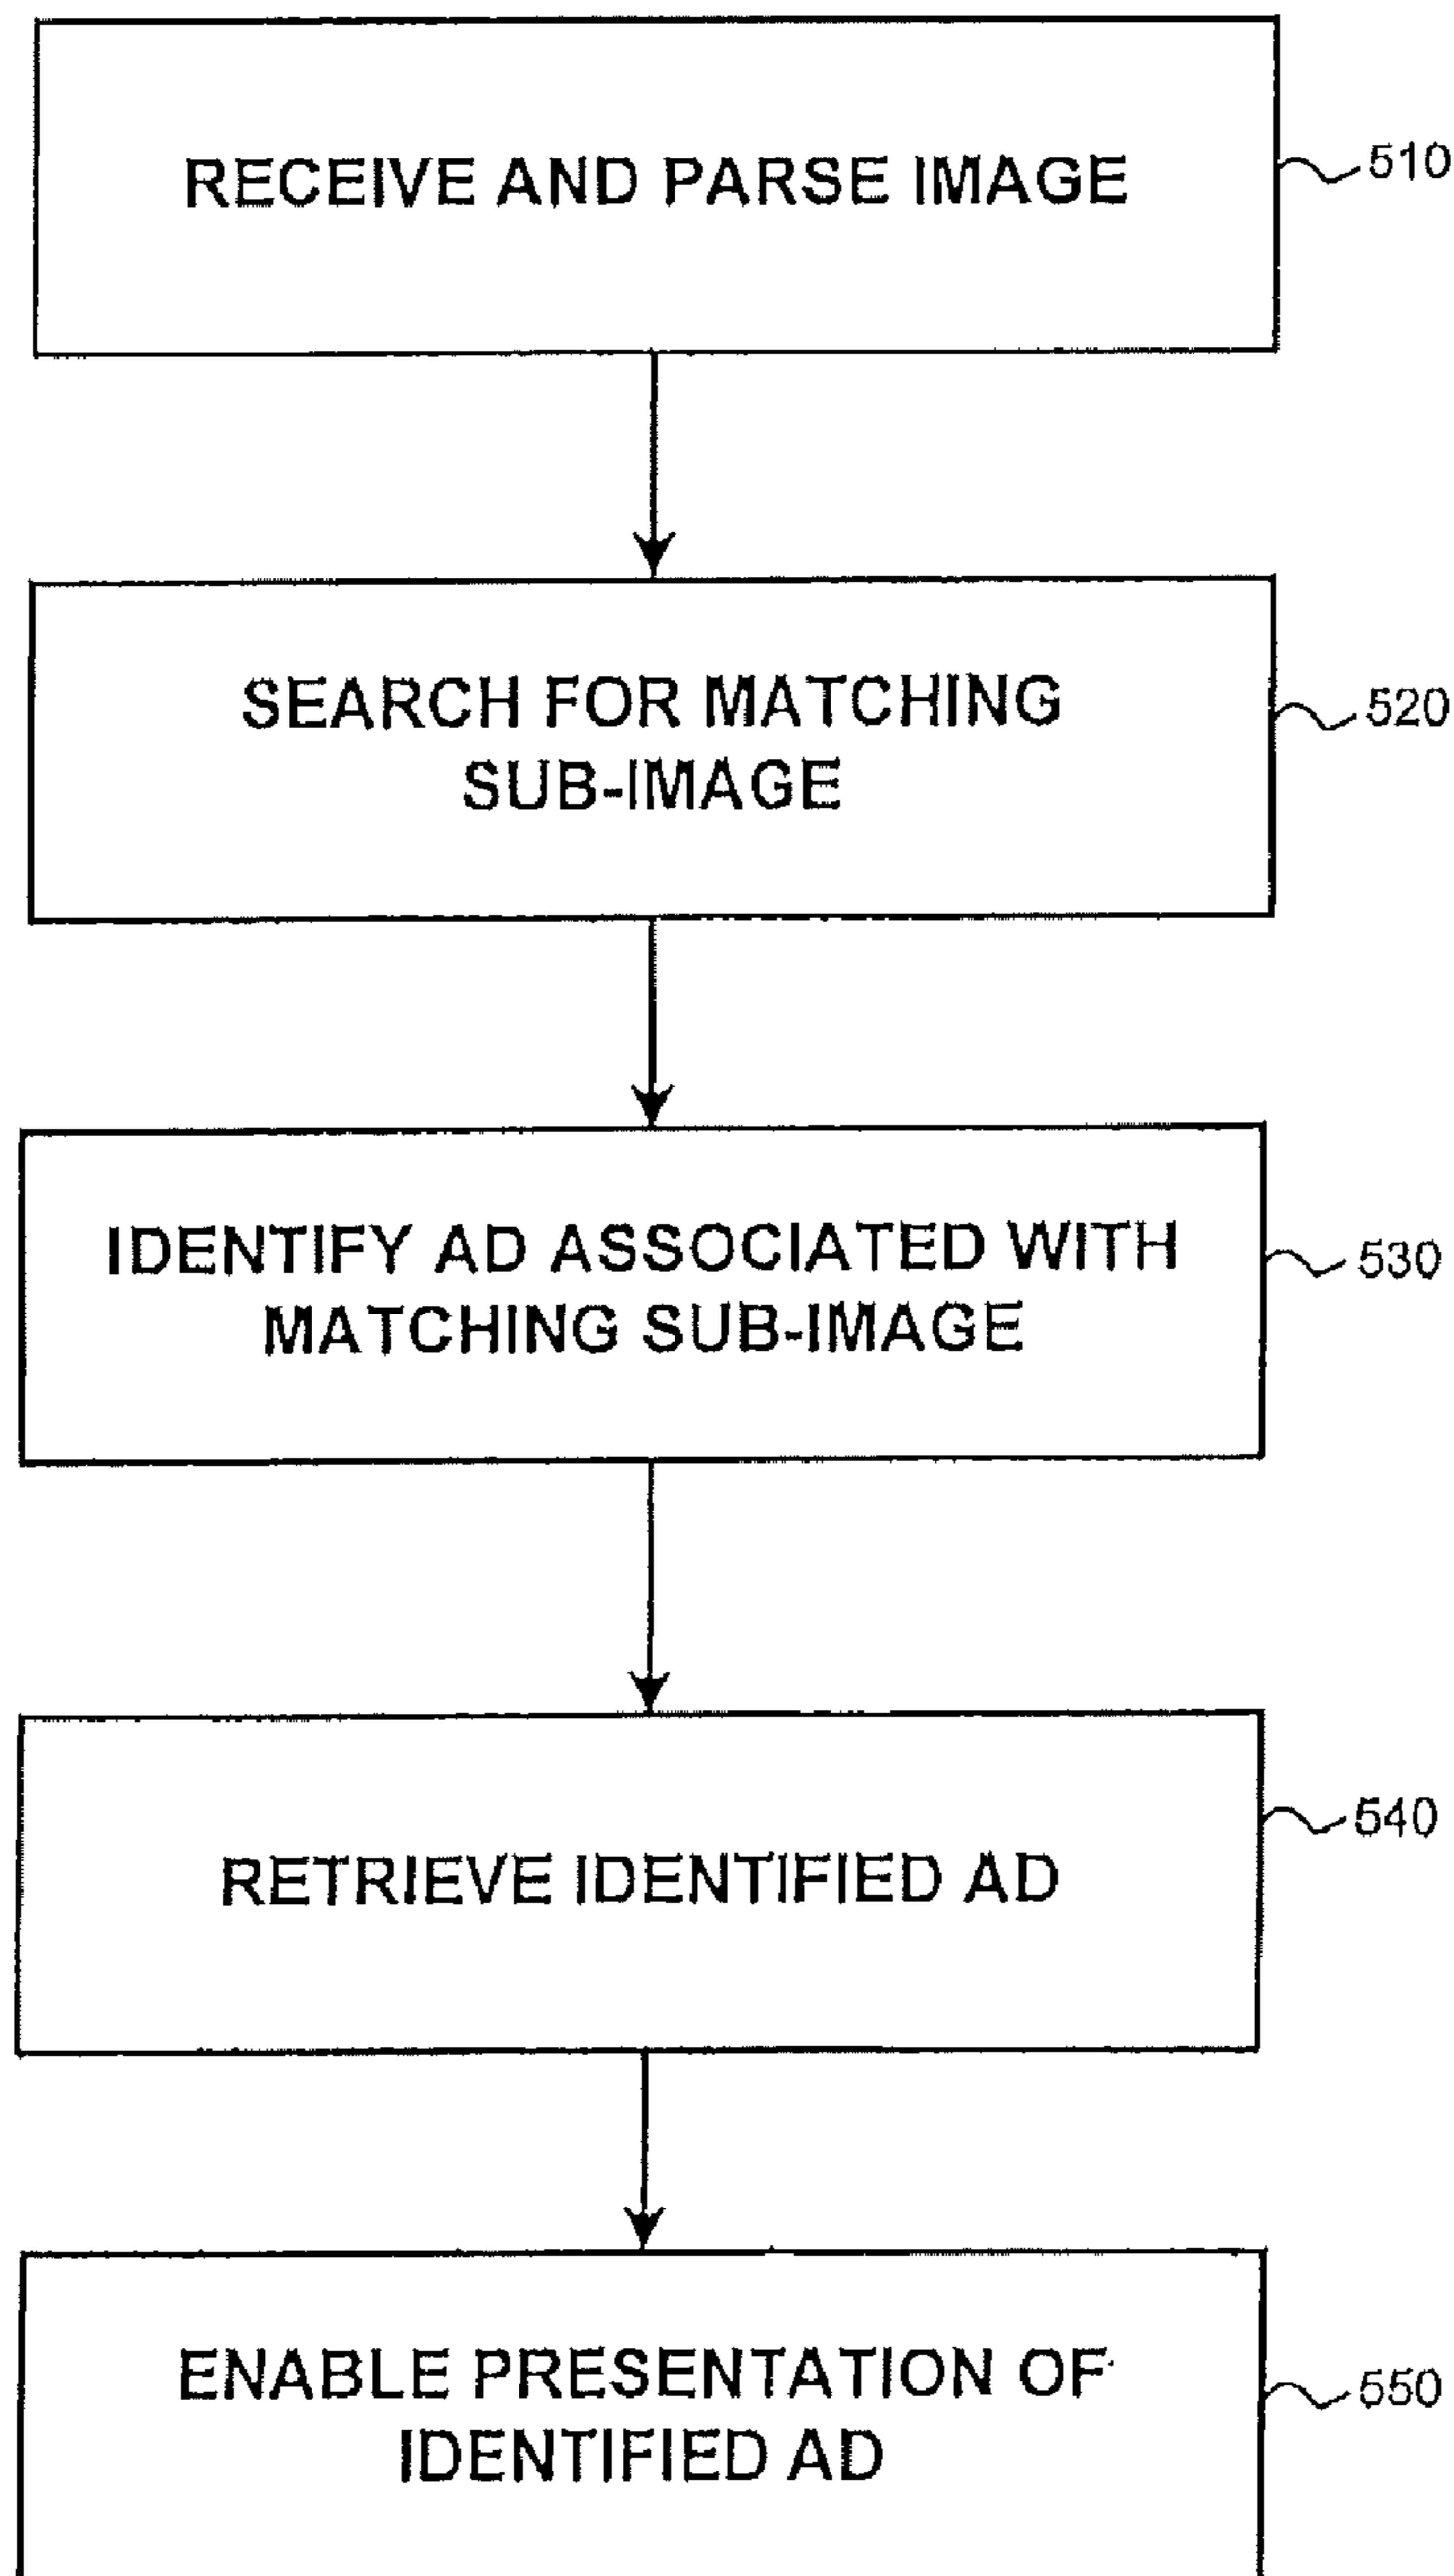 RECEIVE AND PARSE IMAGE
510
SEARCH FOR MATCHING
SUB-IMAGE
520
IDENTIFY AD ASSOCIATED WITH
MATCHING SUB-IMAGE
530
RETRIEVE IDENTIFIED AD
540
ENABLE PRESENTATION OF
IDENTIFIED AD
550